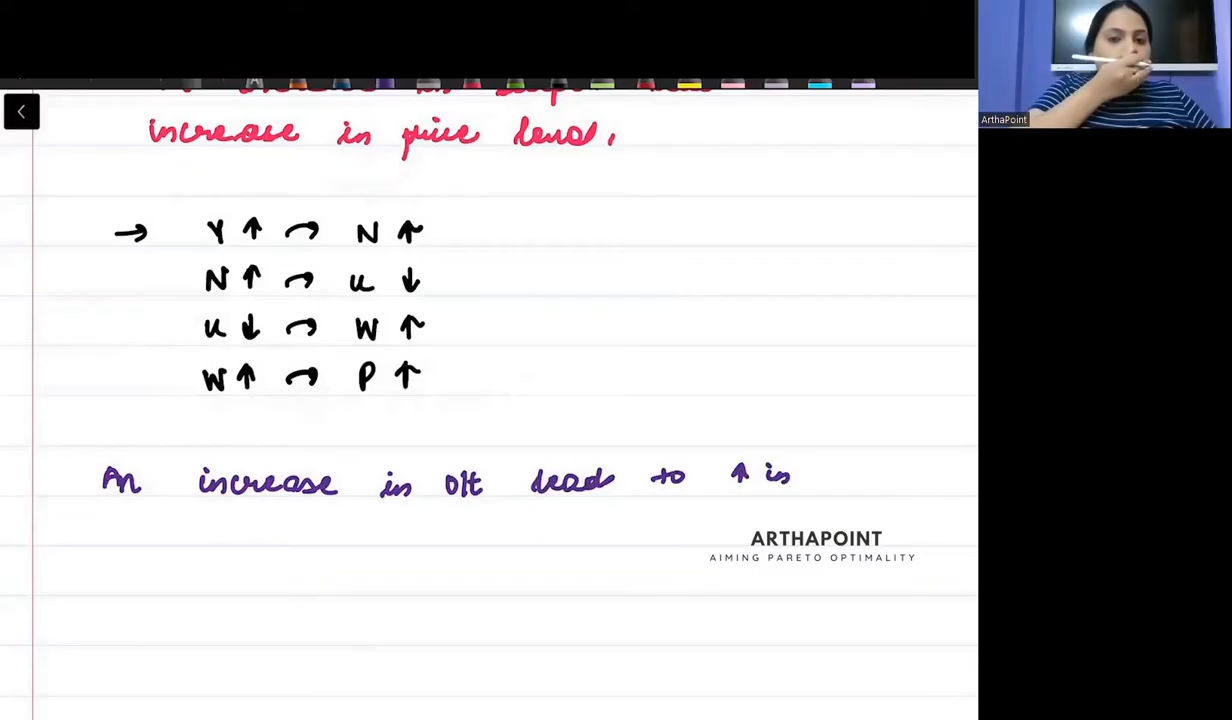 increase in price level.
→ Y ↑ ↷ N ↑
N ↑ ↷ u ↓
u ↓ ↷ W ↑
W ↑ ↷ P ↑
An increase in o/t lead to ↑ in
ARTHAPOINT
AIMING PARETO OPTIMALITY
ArthaPoint